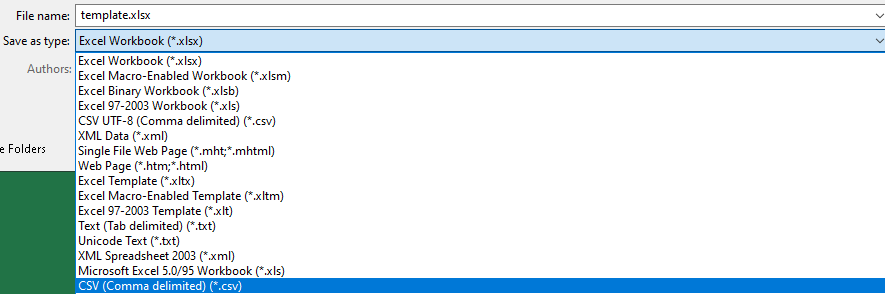 File name: template.xlsx
Save as type: Excel Workbook (*.xlsx)
Authors:
Excel Workbook (*.xlsx)
Excel Macro-Enabled Workbook (*.xlsm)
Excel Binary Workbook (*.xlsb)
Excel 97-2003 Workbook (*.xls)
CSV UTF-8 (Comma delimited) (*.csv)
XML Data (*.xml)
Single File Web Page (*.mht;*.mhtml)
e Folders
Web Page (*.htm;*.html)
Excel Template (*.xltx)
Excel Macro-Enabled Template (*.xltm)
Excel 97-2003 Template (*.xlt)
Text (Tab delimited) (*.txt)
Unicode Text (*.txt)
XML Spreadsheet 2003 (*.xml)
Microsoft Excel 5.0/95 Workbook (*.xls)
CSV (Comma delimited) (*.csv)